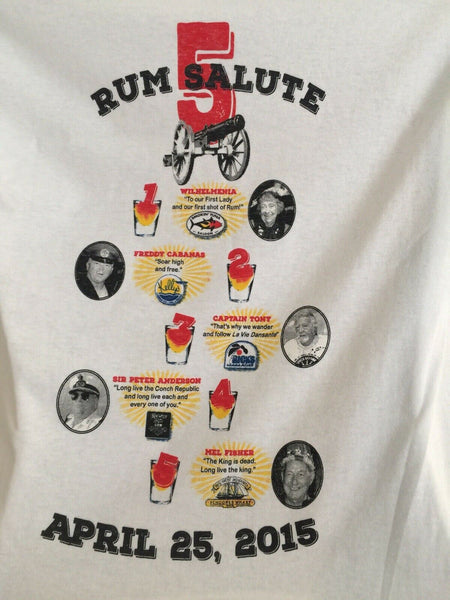 5
RUM SALUTE
1
WILHELMENIA
"To our First Lady
and our first shot of Rum!"
FREDDY CABANAS
"Soar high
and free."
Kelly's
2
3
CAPTAIN TONY
"That's why we wander
and follow La Vie Dansante"
RICK'S
SIR PETER ANDERSON
"Long live the Conch Republic
and long live each and
every one of you."
4
5
MEL FISHER
"The King is dead.
Long live the king."
SCHOONER WHARF
APRIL 25, 2015